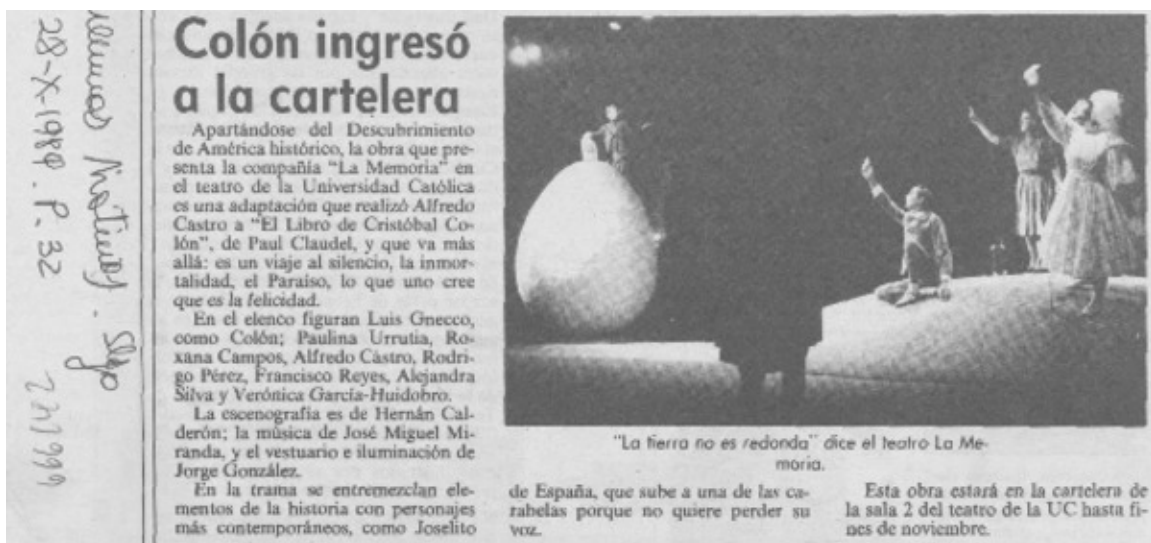 Últimas Noticias. Stgo
28-X-1989. P. 32
Colón ingresó
a la cartelera
Apartándose del Descubrimiento
de América histórico, la obra que pre-
senta la compañía "La Memoria" en
el teatro de la Universidad Católica
es una adaptación que realizó Alfredo
Castro a "El Libro de Cristóbal Co-
lón", de Paul Claudel, y que va más
allá: es un viaje al silencio, la inmor-
talidad, el Paraíso, lo que uno cree
que es la felicidad.
En el elenco figuran Luis Gnecco,
como Colón; Paulina Urrutia, Ro-
xana Campos, Alfredo Castro, Rodri-
go Pérez, Francisco Reyes, Alejandra
Silva y Verónica García-Huidobro.
La escenografía es de Hernán Cal-
derón; la música de José Miguel Mi-
randa, y el vestuario e iluminación de
Jorge González.
En la trama se entremezclan ele-
mentos de la historia con personajes
más contemporáneos, como Joselito
"La tierra no es redonda" dice el teatro La Me-
moria.
de España, que sube a una de las ca-
rabelas porque no quiere perder su
voz.
Esta obra estará en la cartelera de
la sala 2 del teatro de la UC hasta fi-
nes de noviembre.